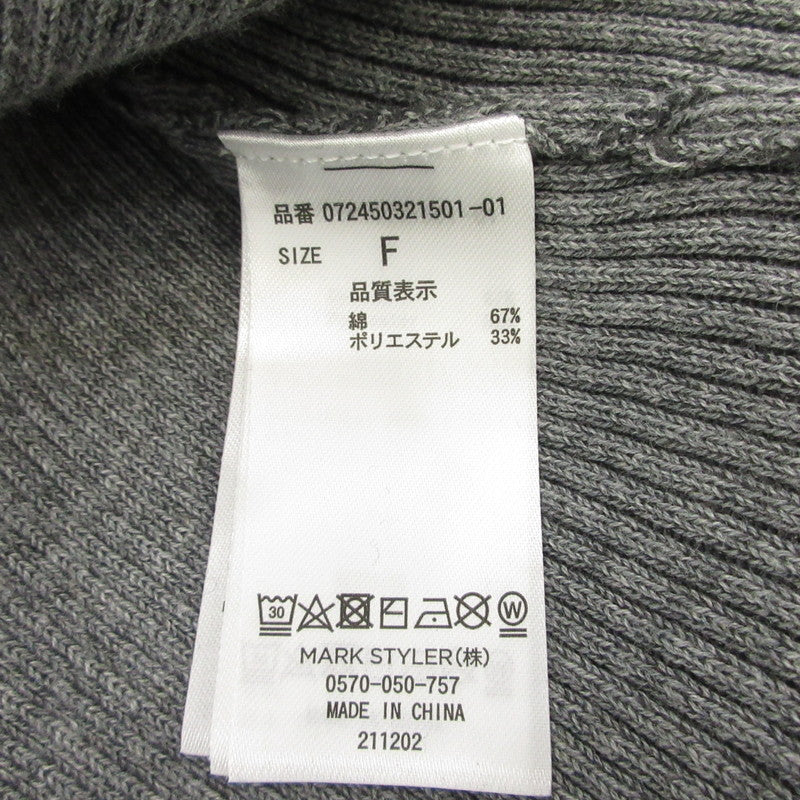 品番 072450321501-01
SIZE F
品質表示
綿 67%
ポリエステル 33%
30 W
MARK STYLER(株)
0570-050-757
MADE IN CHINA
211202